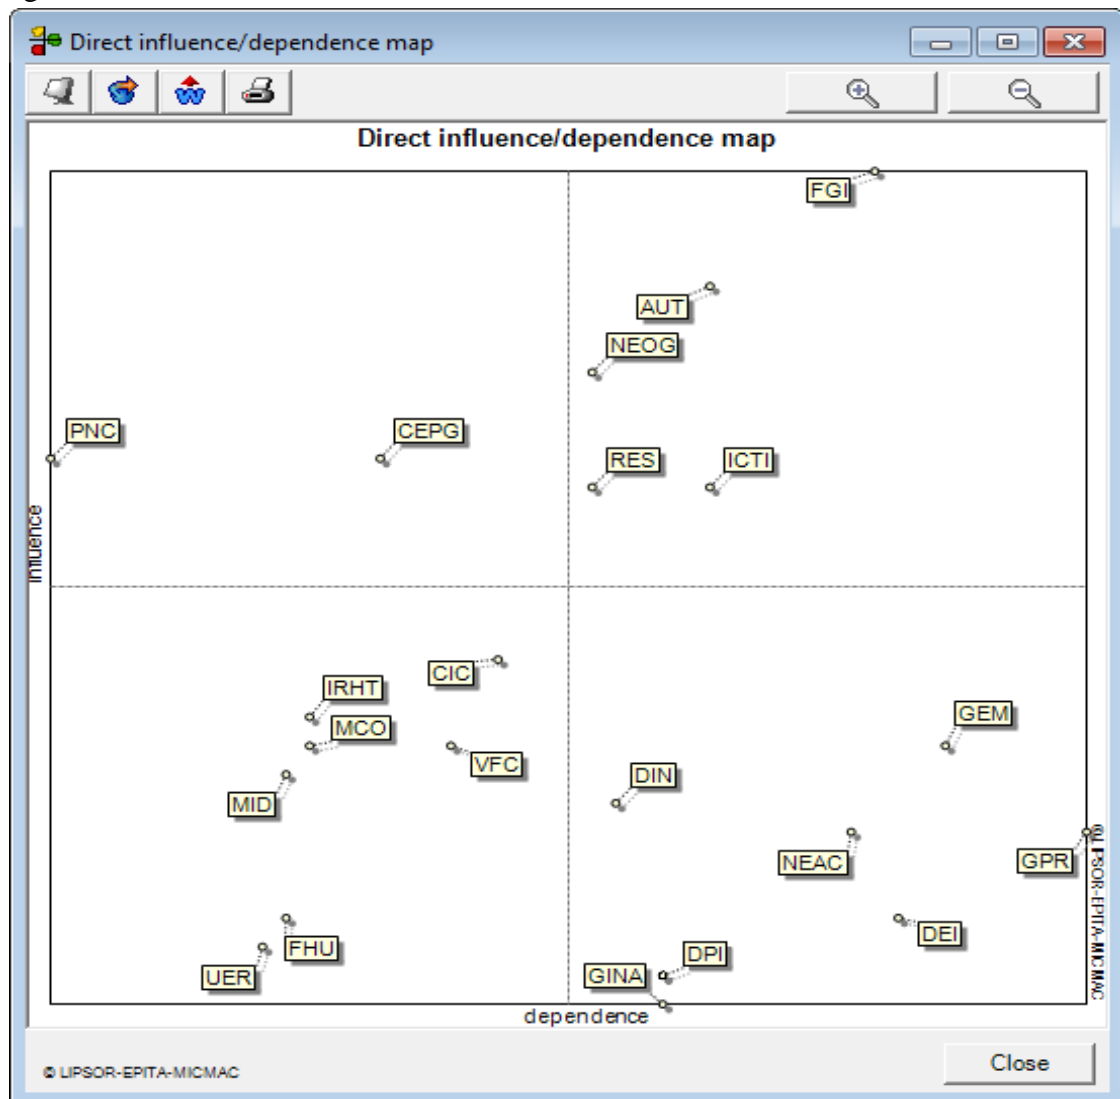 Direct influence/dependence map
Direct influence/dependence map
FGI
AUT
NEOG
PNC
CEPG
RES
ICTI
influence
CIC
IRHT
MCO
VFC
GEM
DIN
MID
NEAC
GPR
DEI
FHU
DPI
UER
GINA
dependence
© LIPSOR-EPITA-MICMAC
© LIPSOR-EPITA-MICMAC
Close